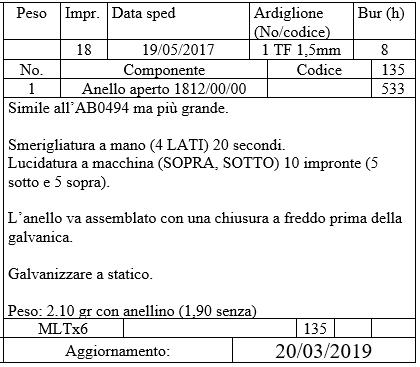 Peso Impr. Data sped Ardiglione (No/codice) Bur (h)
18 19/05/2017 1 TF 1,5mm 8
No. Componente Codice 135
1 Anello aperto 1812/00/00 533
Simile all’AB0494 ma più grande.
Smerigliatura a mano (4 LATI) 20 secondi.
Lucidatura a macchina (SOPRA, SOTTO) 10 impronte (5
sotto e 5 sopra).
L’anello va assemblato con una chiusura a freddo prima della
galvanica.
Galvanizzare a statico.
Peso: 2.10 gr con anellino (1,90 senza)
MLTx6 135
Aggiornamento: 20/03/2019